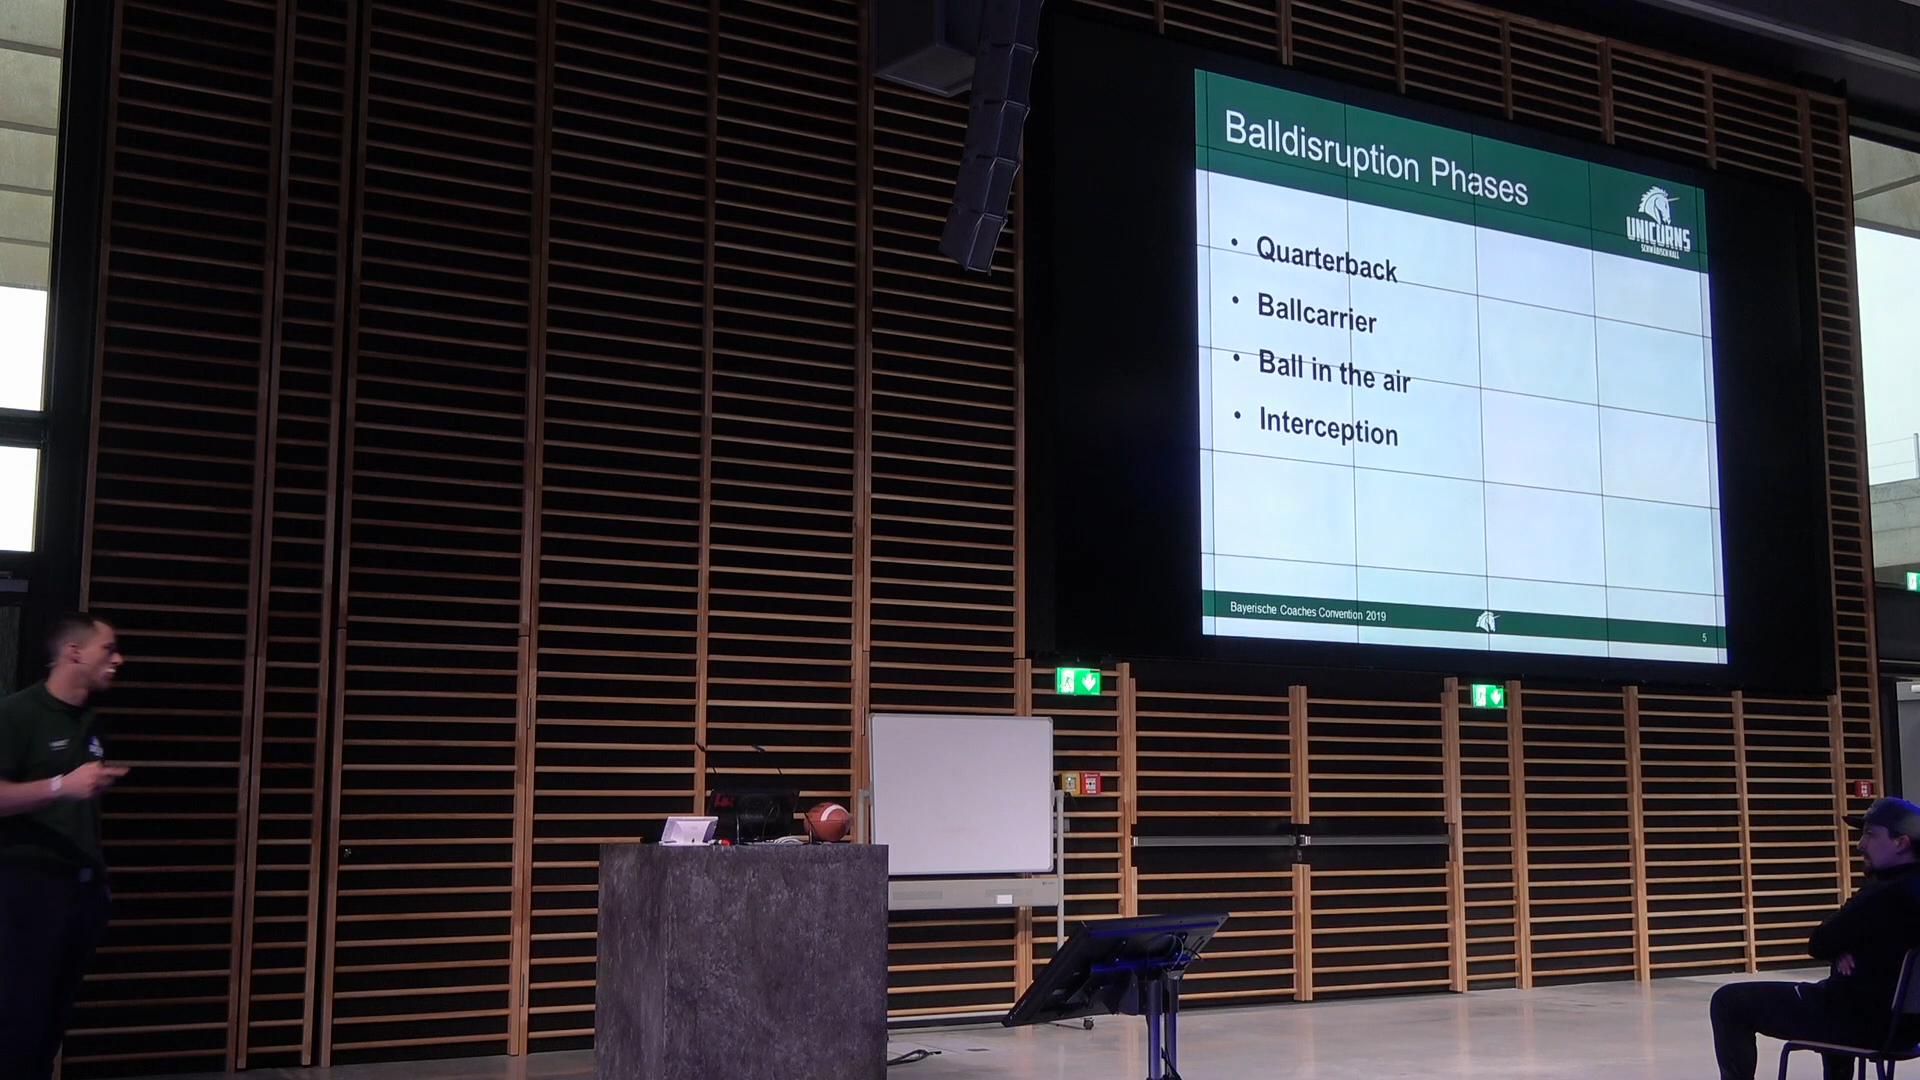 Balldisruption Phases
UNICORNS
SCHWÄBISCH HALL
• Quarterback
• Ballcarrier
• Ball in the air
• Interception
Bayerische Coaches Convention 2019
5